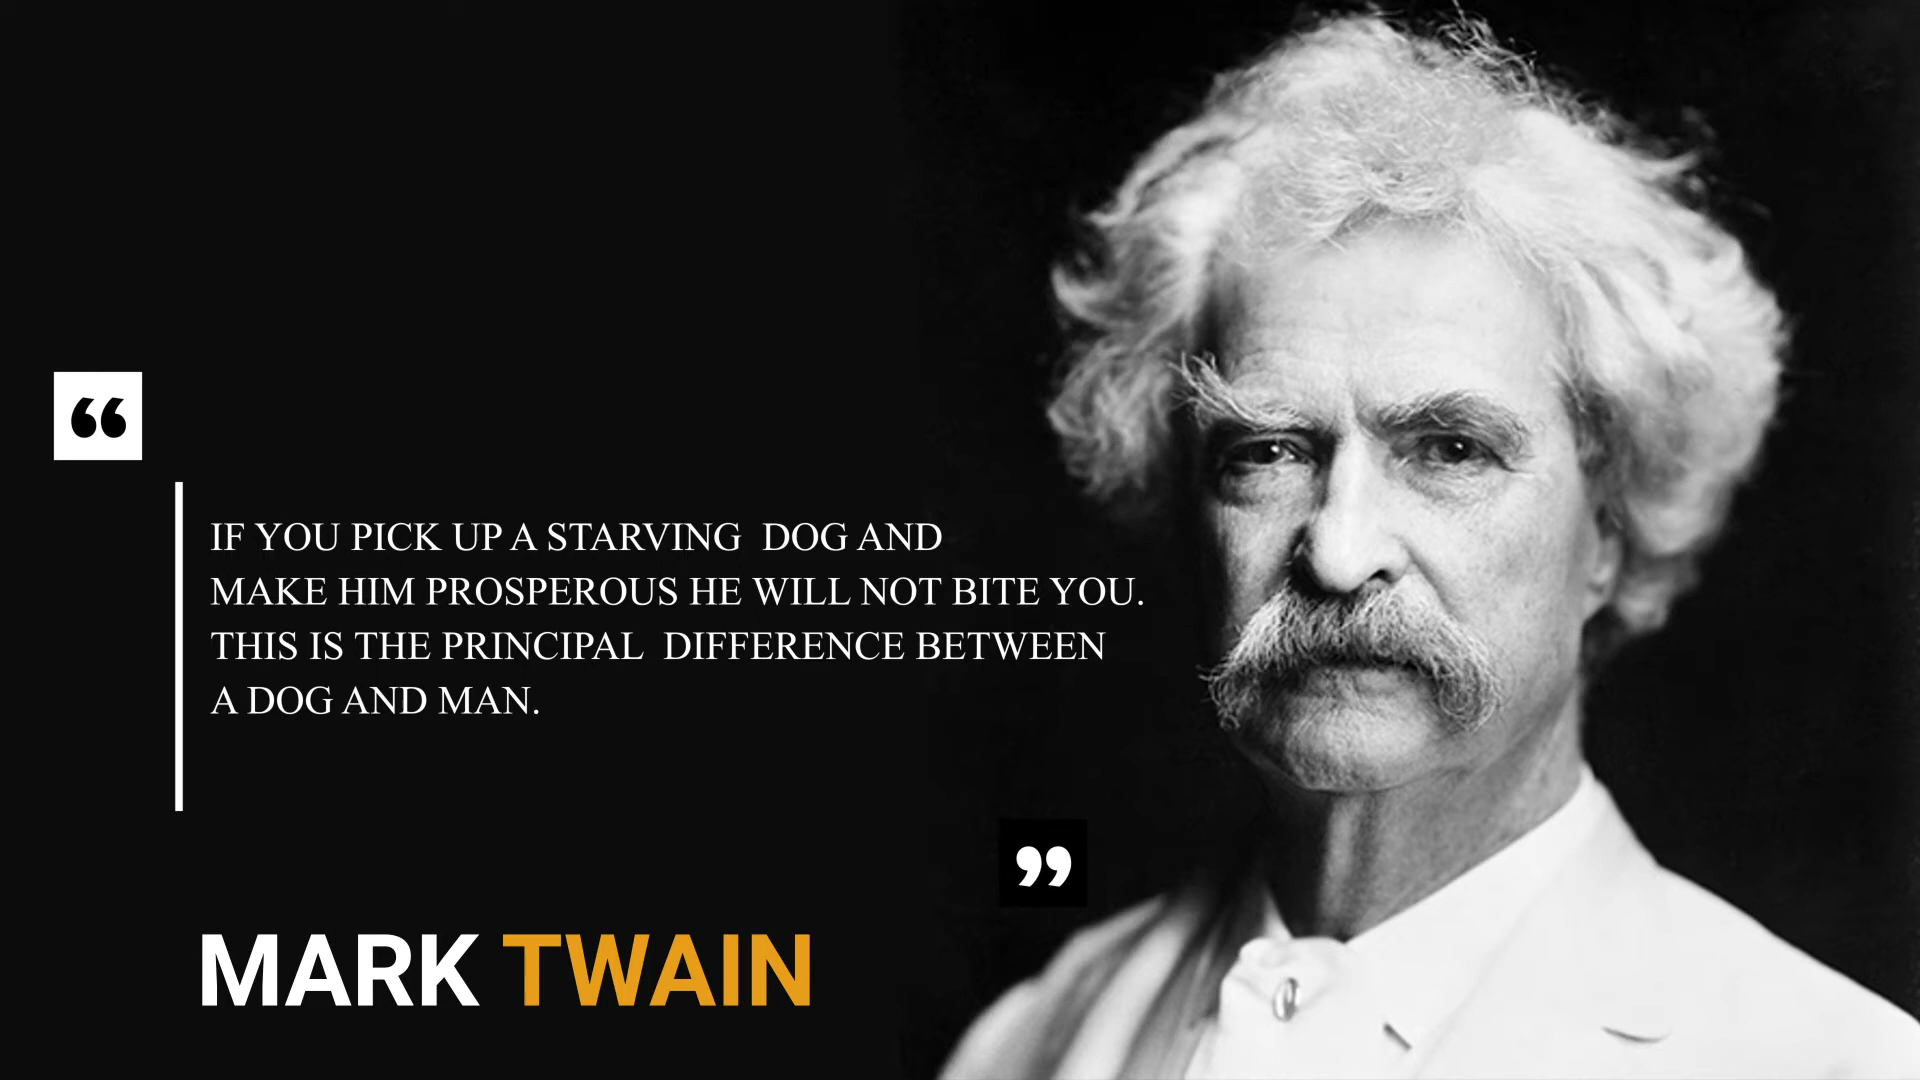 “
IF YOU PICK UP A STARVING DOG AND
MAKE HIM PROSPEROUS HE WILL NOT BITE YOU.
THIS IS THE PRINCIPAL DIFFERENCE BETWEEN
A DOG AND MAN.
”
MARK TWAIN